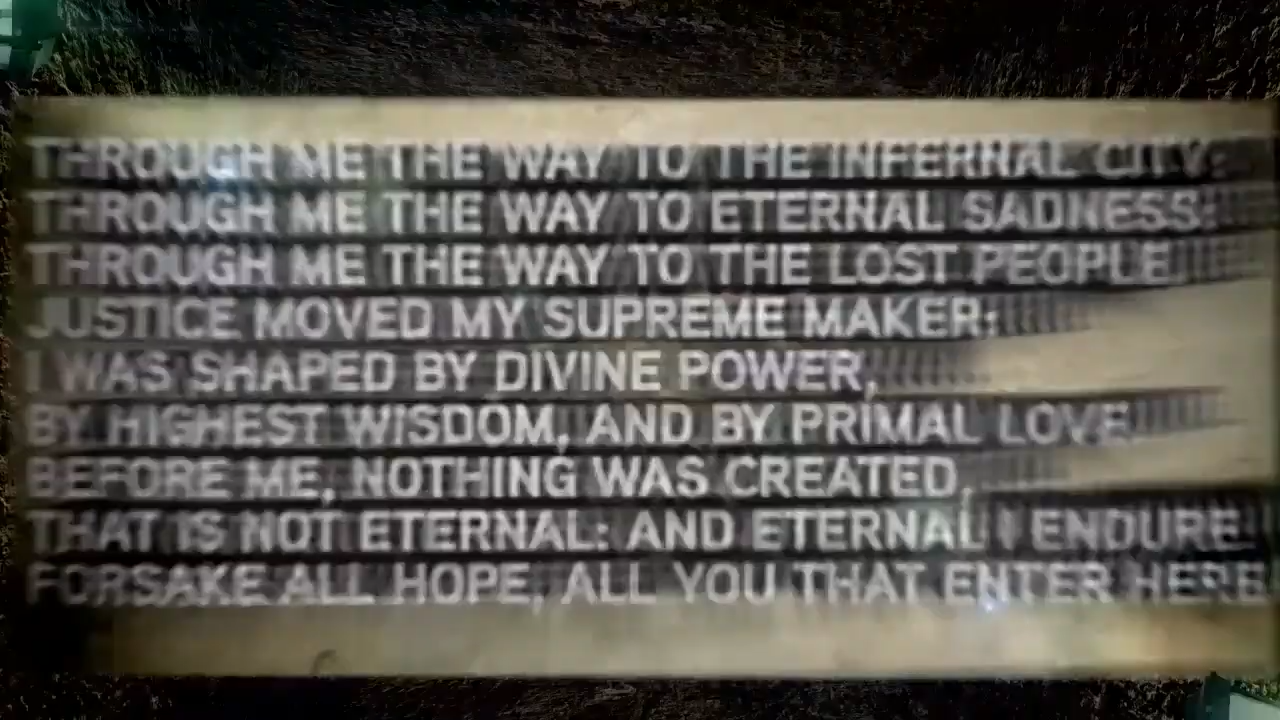 THROUGH ME THE WAY TO THE INFERNAL CITY:
THROUGH ME THE WAY TO ETERNAL SADNESS:
THROUGH ME THE WAY TO THE LOST PEOPLE.
JUSTICE MOVED MY SUPREME MAKER:
I WAS SHAPED BY DIVINE POWER,
BY HIGHEST WISDOM, AND BY PRIMAL LOVE.
BEFORE ME, NOTHING WAS CREATED,
THAT IS NOT ETERNAL: AND ETERNAL I ENDURE.
FORSAKE ALL HOPE, ALL YOU THAT ENTER HERE